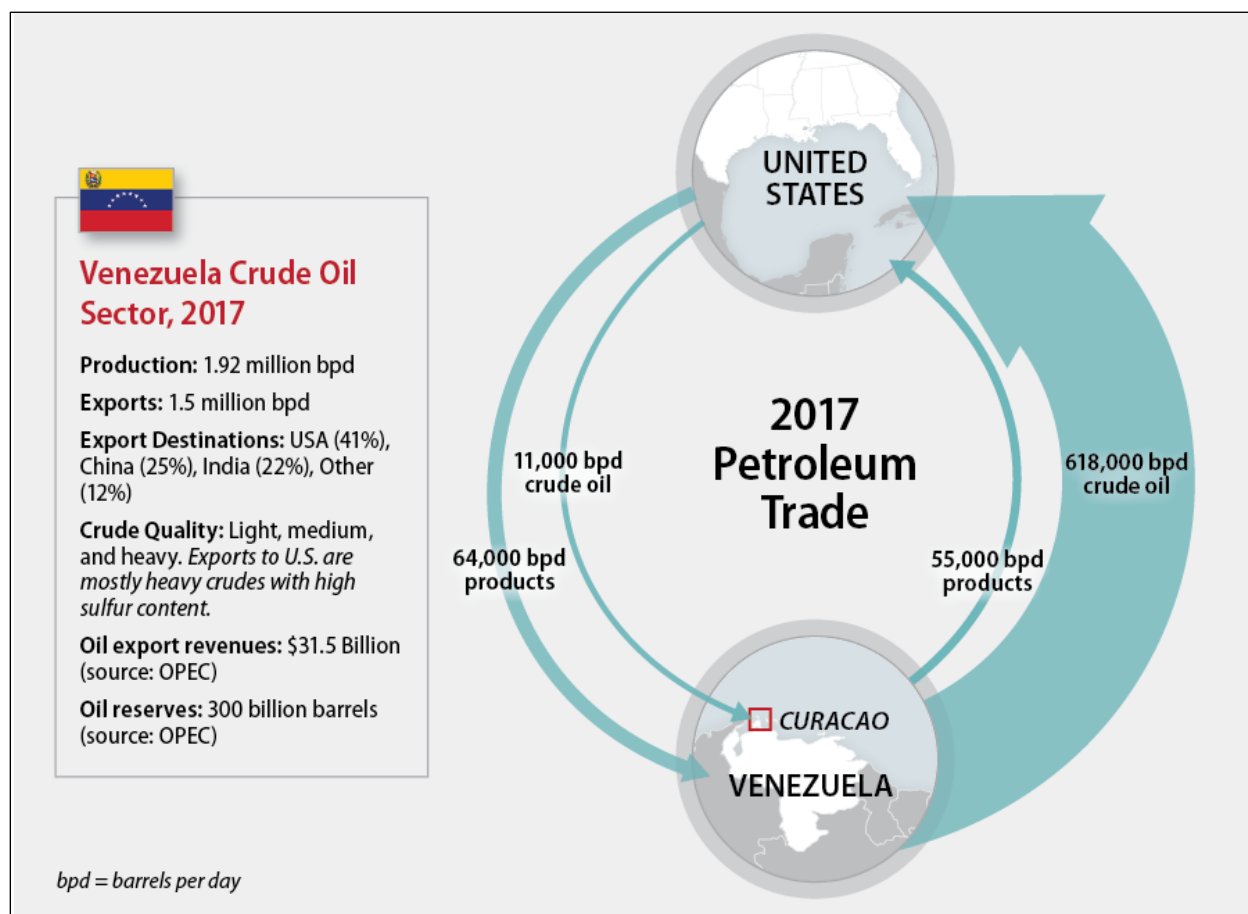 Venezuela Crude Oil
Sector, 2017
Production: 1.92 million bpd
Exports: 1.5 million bpd
Export Destinations: USA (41%),
China (25%), India (22%), Other
(12%)
Crude Quality: Light, medium,
and heavy. Exports to U.S. are
mostly heavy crudes with high
sulfur content.
Oil export revenues: $31.5 Billion
(source: OPEC)
Oil reserves: 300 billion barrels
(source: OPEC)
bpd = barrels per day
UNITED
STATES
2017
Petroleum
Trade
11,000 bpd
crude oil
64,000 bpd
products
618,000 bpd
crude oil
55,000 bpd
products
CURACAO
VENEZUELA